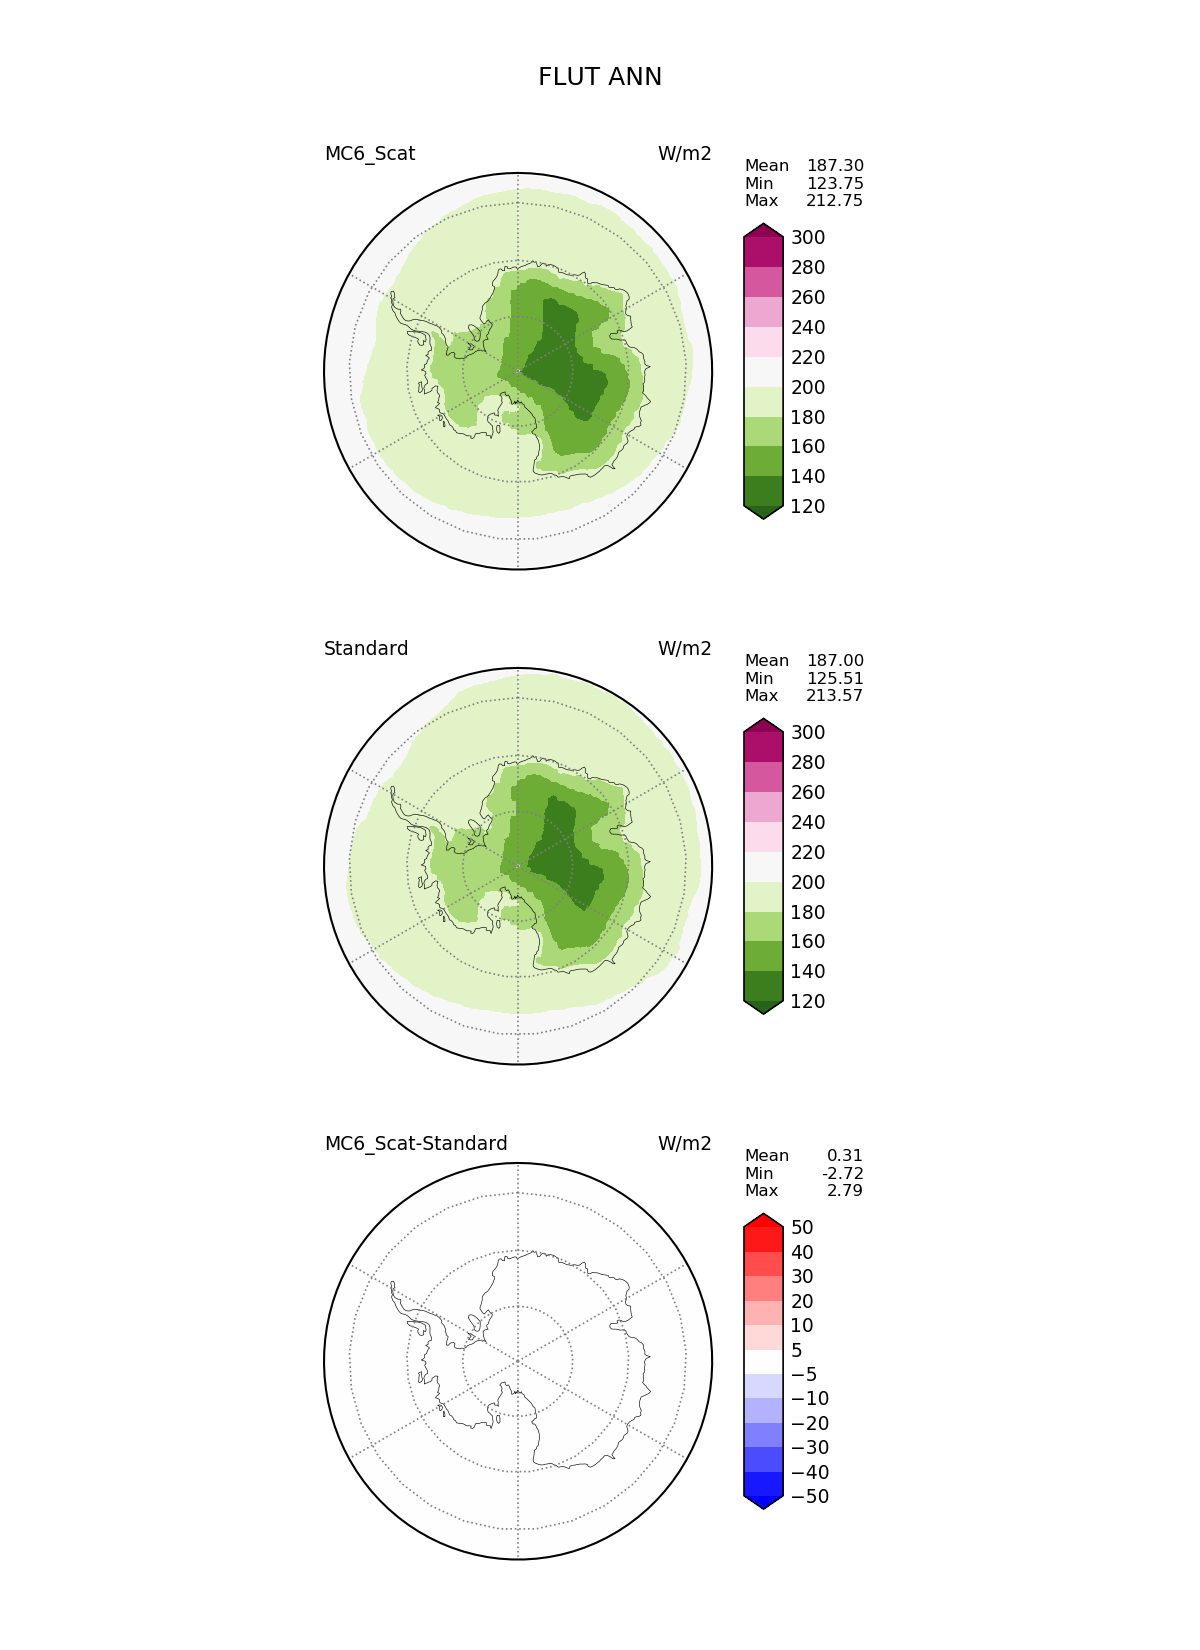 FLUT ANN
MC6_Scat W/m2
Mean 187.30
Min 123.75
Max 212.75
300
280
260
240
220
200
180
160
140
120
Standard W/m2
Mean 187.00
Min 125.51
Max 213.57
300
280
260
240
220
200
180
160
140
120
MC6_Scat-Standard W/m2
Mean 0.31
Min -2.72
Max 2.79
50
40
30
20
10
5
−5
−10
−20
−30
−40
−50